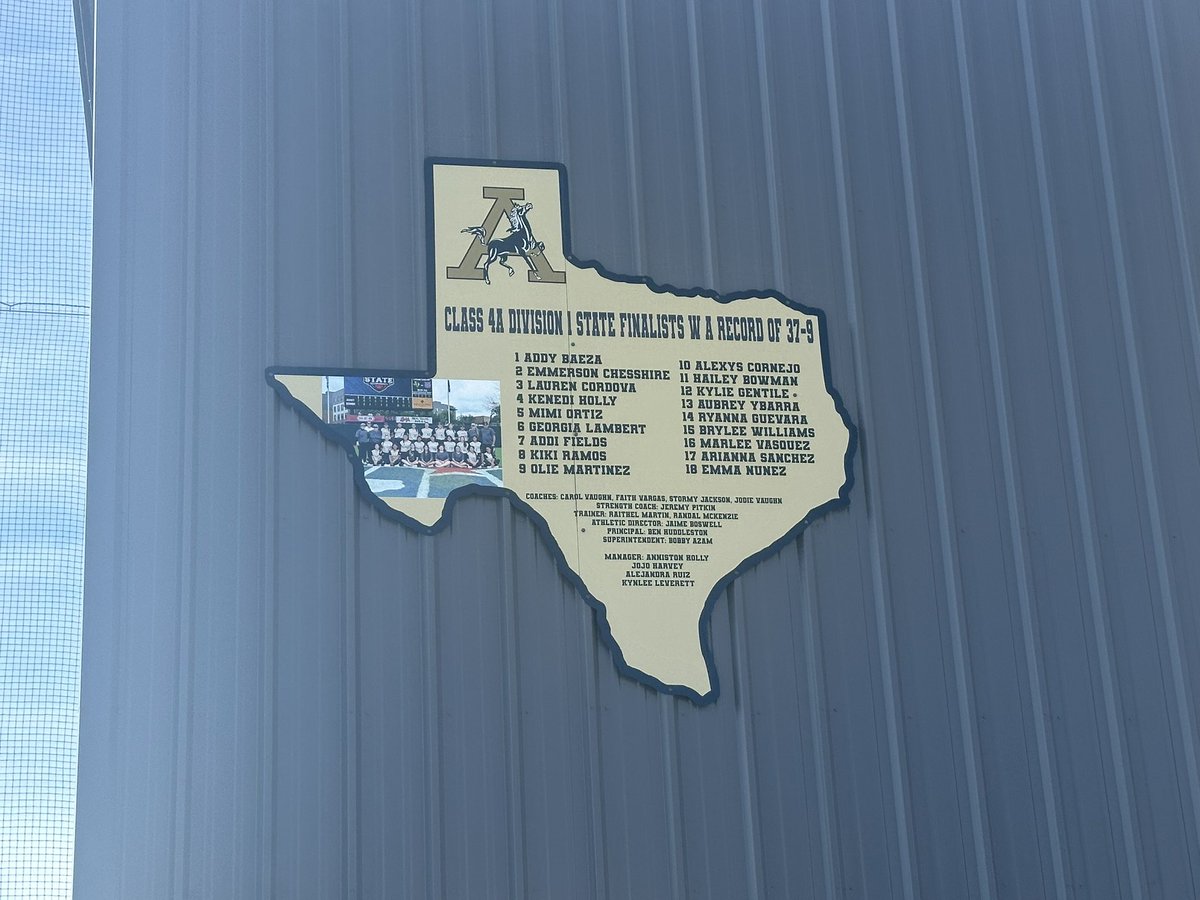 A
CLASS 4A DIVISION I STATE FINALISTS W A RECORD OF 37-9
STATE
1 ADDY BAEZA
2 EMMERSON CHESSHIRE
3 LAUREN CORDOVA
4 KENEDI HOLLY
5 MIMI ORTIZ
6 GEORGIA LAMBERT
7 ADDI FIELDS
8 KIKI RAMOS
9 OLIE MARTINEZ
10 ALEXYS CORNEJO
11 HAILEY BOWMAN
12 KYLIE GENTILE
13 AUBREY YBARRA
14 RYANNA GUEVARA
15 BRYLEE WILLIAMS
16 MARLEE VASQUEZ
17 ARIANNA SANCHEZ
18 EMMA NUNEZ
COACHES: CAROL VAUGHN, FAITH VARGAS, STORMY JACKSON, JODIE VAUGHN
STRENGTH COACH: JEREMY PITKIN
TRAINER: RAITHEL MARTIN, RANDAL MCKENZIE
ATHLETIC DIRECTOR: JAIME BOSWELL
PRINCIPAL: BEN HUDDLESTON
SUPERINTENDENT: BOBBY AZAM
MANAGER: ANNISTON HOLLY
JOJO HARVEY
ALEJANDRA RUIZ
KYNLEE LEVERETT